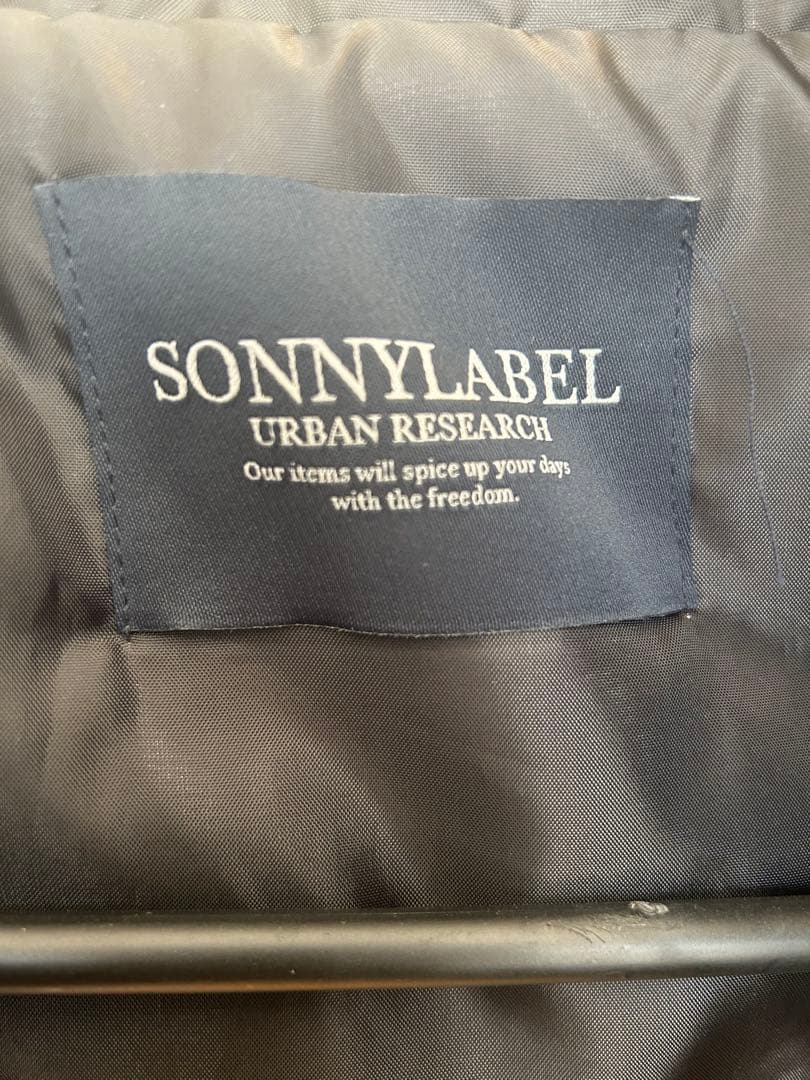 SONNYLABEL
URBAN RESEARCH
Our items will spice up your days
with the freedom.